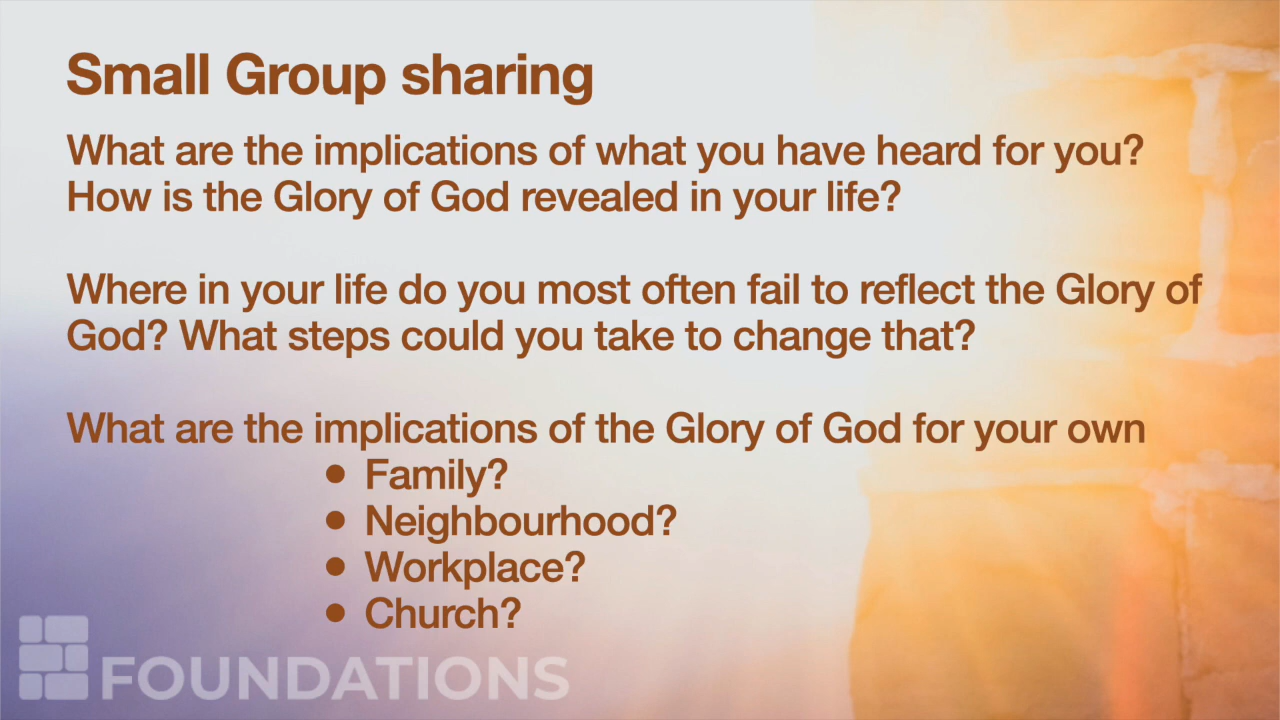 Small Group sharing
What are the implications of what you have heard for you?
How is the Glory of God revealed in your life?
Where in your life do you most often fail to reflect the Glory of
God? What steps could you take to change that?
What are the implications of the Glory of God for your own
• Family?
• Neighbourhood?
• Workplace?
• Church?
FOUNDATIONS